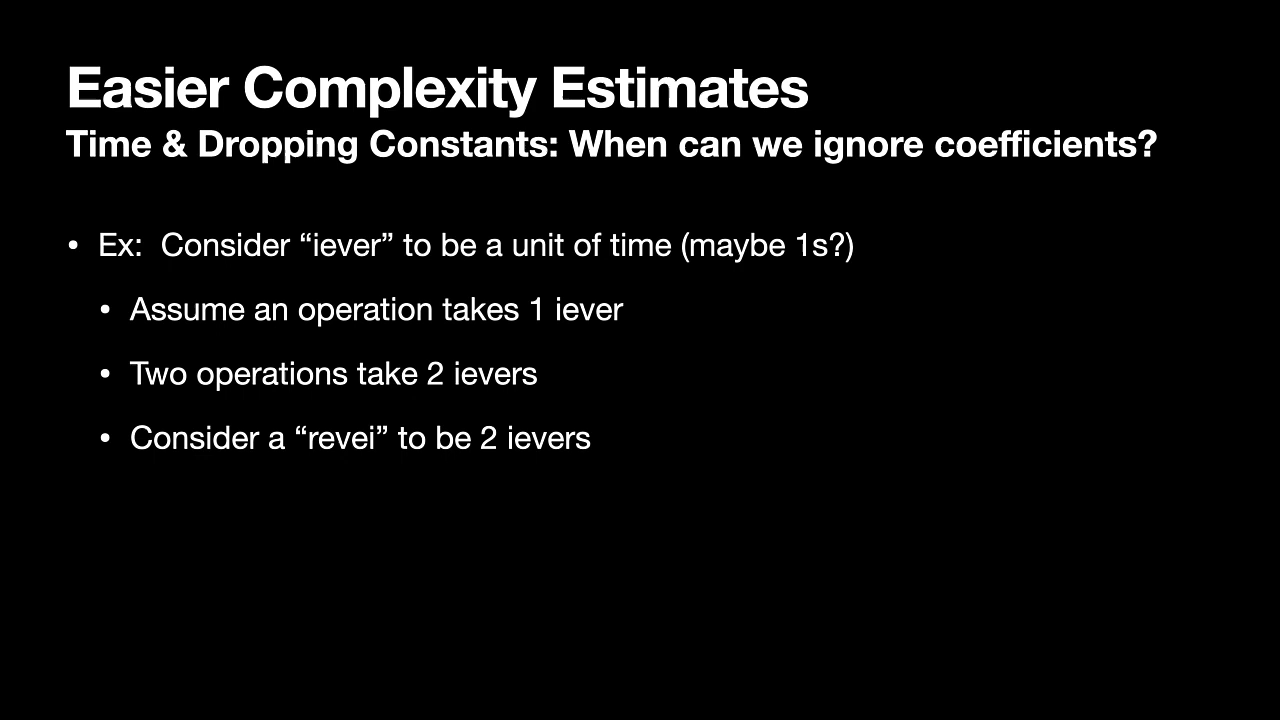 Easier Complexity Estimates
Time & Dropping Constants: When can we ignore coefficients?
• Ex:  Consider “iever” to be a unit of time (maybe 1s?)
• Assume an operation takes 1 iever
• Two operations take 2 ievers
• Consider a “revei” to be 2 ievers